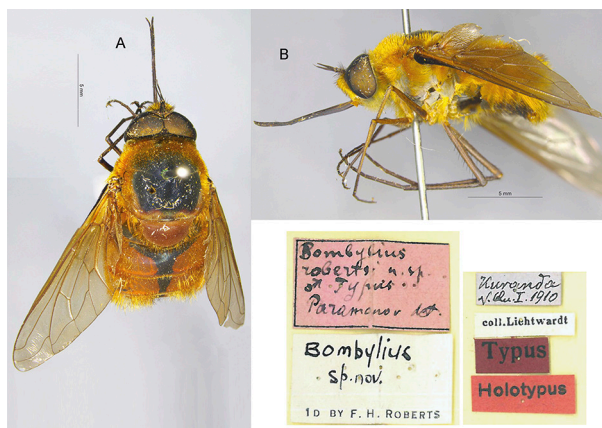 A
B
5 mm
5 mm
Bombylius
robertsi n. sp.
♂ Typus
Paramonov det.
Bombylius
sp. nov.
1D BY F. H. ROBERTS
Kuranda
coll. Lichtwardt
Typus
Holotypus